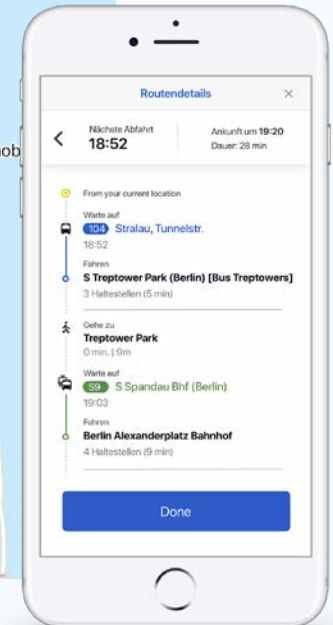 nob
Routendetails ×
Nächste Abfahrt
18:52
Ankunft um 19:20
Dauer: 28 min
From your current location
Warte auf
104 Stralau, Tunnelstr.
18:52
Fahren
S Treptower Park (Berlin) [Bus Treptowers]
3 Haltestellen (5 min)
Gehe zu
Treptower Park
0 min. | 9m
Warte auf
S9 S Spandau Bhf (Berlin)
19:03
Fahren
Berlin Alexanderplatz Bahnhof
4 Haltestellen (9 min)
Done